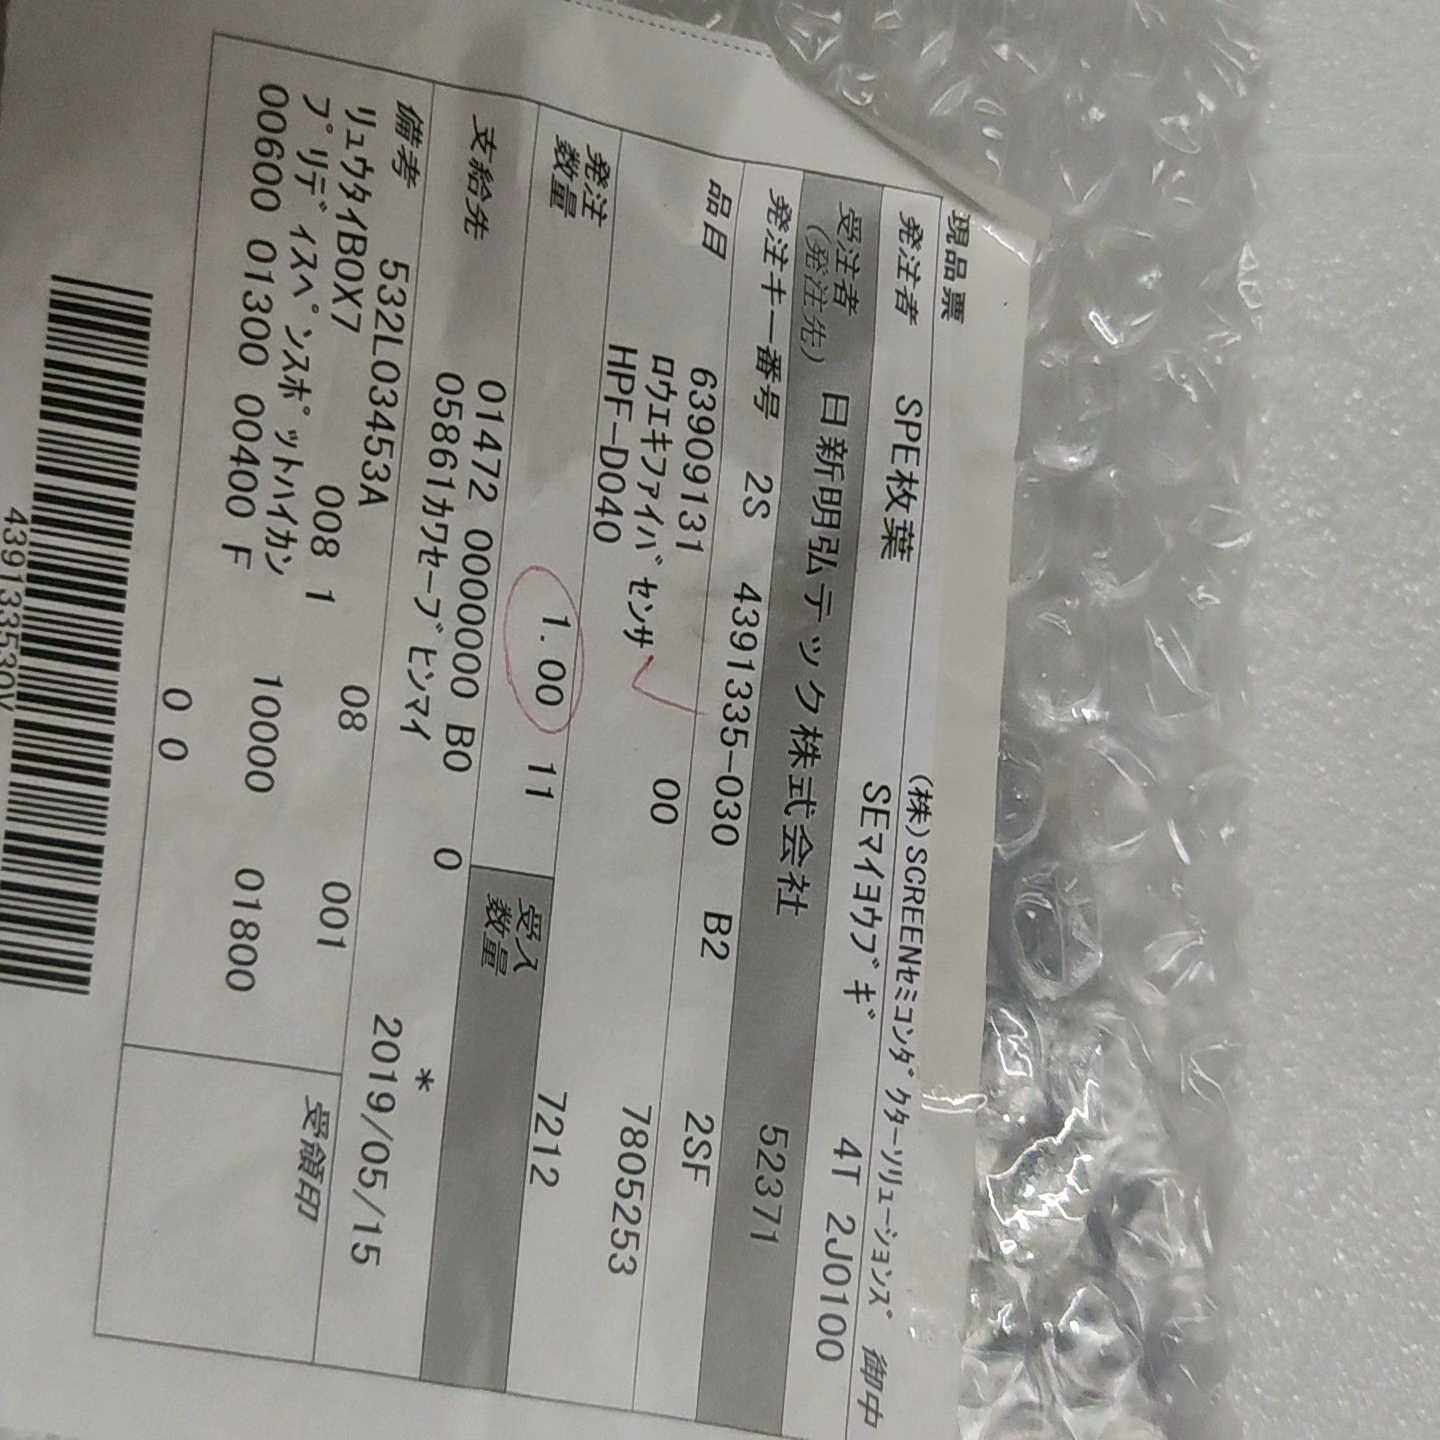 現品票
(株)SCREENセミコンダクターソリューションズ 御中
発注者 SPE枚葉 SEマイヨウブギ 4T 2J0100
受注者 (発注先) 日新明弘テック株式会社 52371
発注キー番号 2S 4391335-030 B2 2SF
品目 639091​31 00 7805253
ロウエキファイバセンサ
HPF-D040
発注数量 1.00 11 受入数量 7212
支給先 01472 0000000 B0 0 *
05861カワセーブヒンマイ
備考 532L03453A 08 2019/05/15
リュウタイBOX7 008 1 001 受領印
プリディスペンスポットハイカン
00600 01300 00400 F 10000 01800
0 0
439133530V